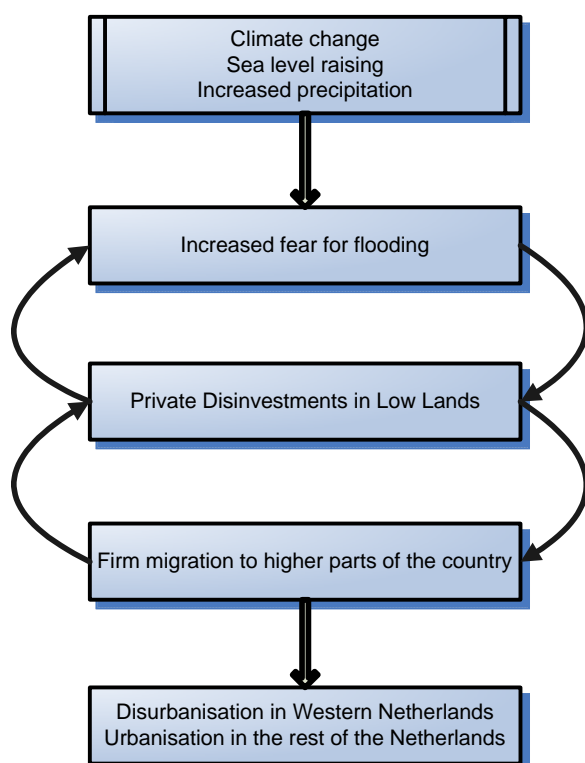 Climate change
Sea level raising
Increased precipitation
Increased fear for flooding
Private Disinvestments in Low Lands
Firm migration to higher parts of the country
Disurbanisation in Western Netherlands
Urbanisation in the rest of the Netherlands